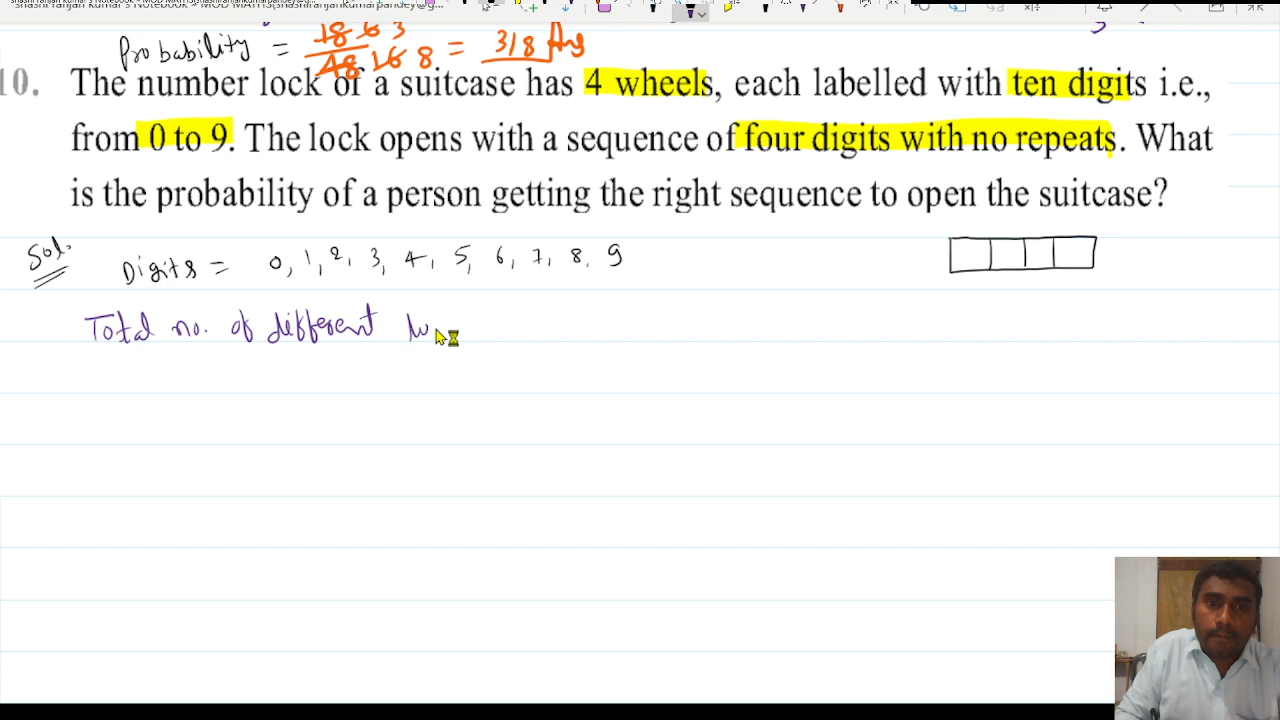 Probability = 18 6 3 / 48 16 8 = 3/8 Ans
10. The number lock of a suitcase has 4 wheels, each labelled with ten digits i.e.,
from 0 to 9. The lock opens with a sequence of four digits with no repeats. What
is the probability of a person getting the right sequence to open the suitcase?
Sol.
Digits = 0, 1, 2, 3, 4, 5, 6, 7, 8, 9
Total no. of different